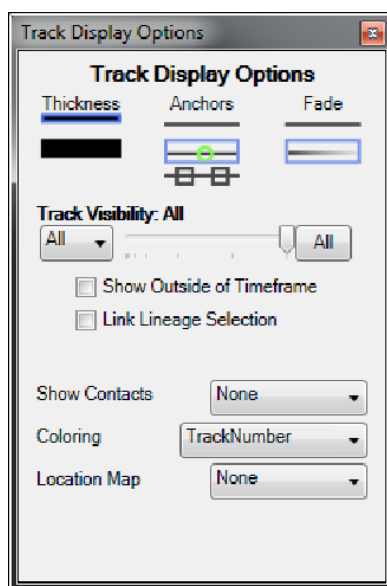 Track Display Options
Track Display Options
Thickness Anchors Fade
Track Visibility: All
All All
Show Outside of Timeframe
Link Lineage Selection
Show Contacts None
Coloring TrackNumber
Location Map None